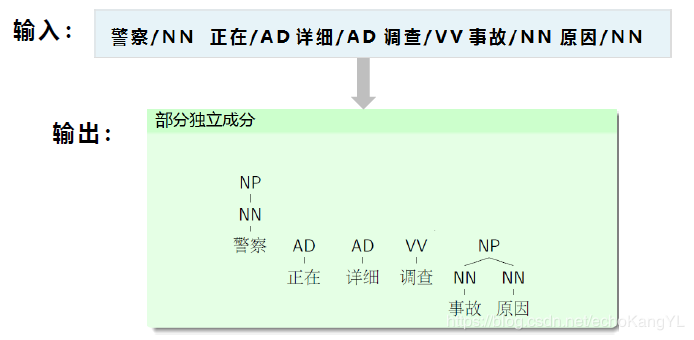 输入： 警察/NN 正在/AD 详细/AD 调查/VV 事故/NN 原因/NN
输出：
部分独立成分
NP
NN
警察 AD AD VV NP
正在 详细 调查 NN NN
事故 原因
https://blog.csdn.net/echoKangYL